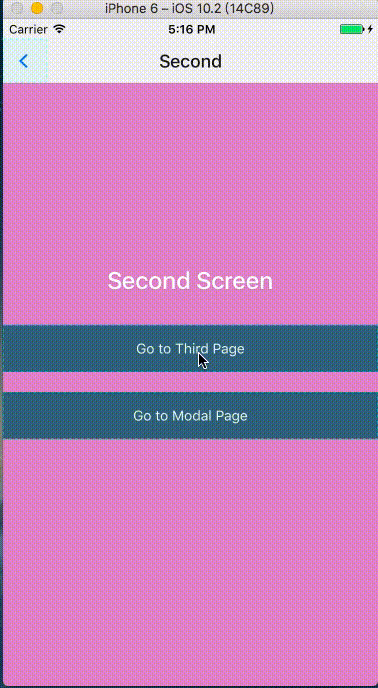 iPhone 6 – iOS 10.2 (14C89)
Carrier 5:16 PM
Second
Second Screen
Go to Third Page
Go to Modal Page